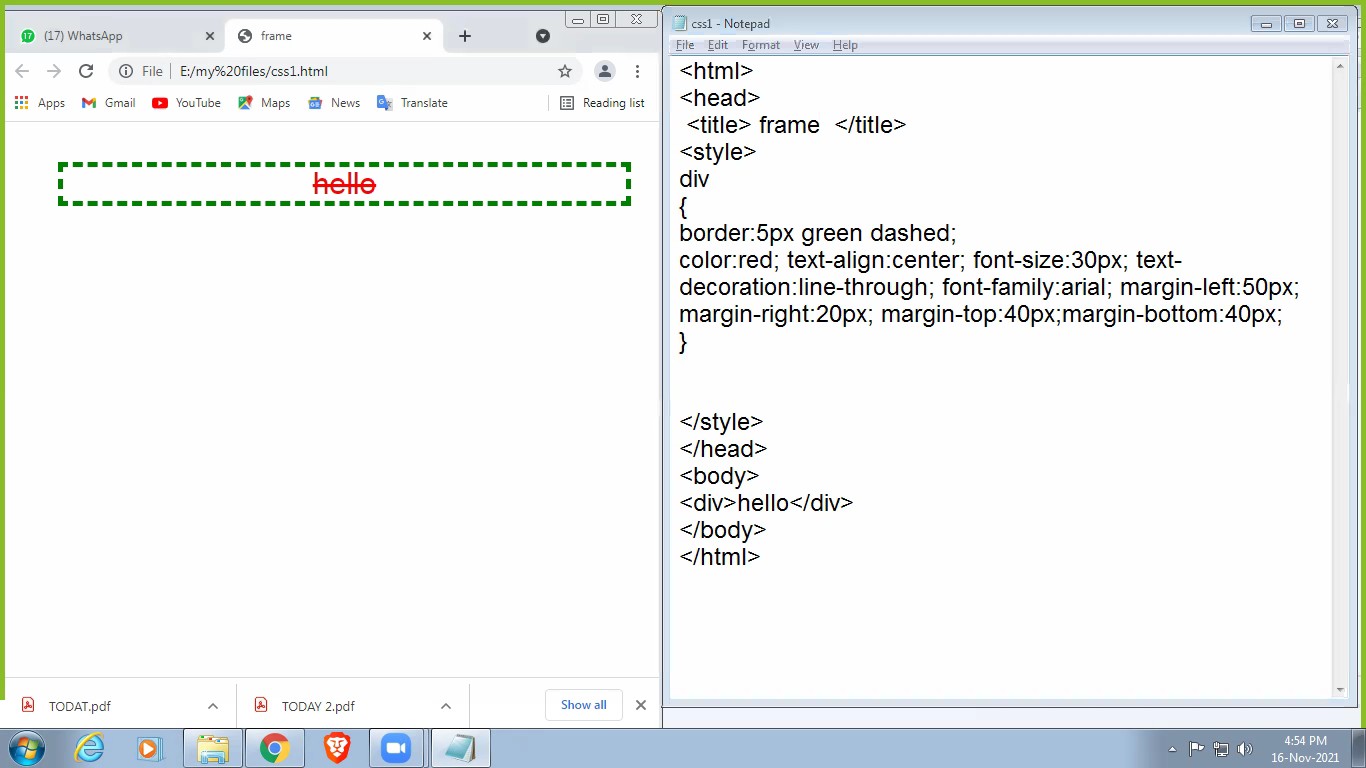 (17) WhatsApp
frame
File
E:/my%20files/css1.html
Apps
Gmail
YouTube
Maps
News
Translate
Reading list
hello
TODAT.pdf
TODAY 2.pdf
Show all
css1 - Notepad
File Edit Format View Help
<html>
<head>
<title> frame  </title>
<style>
div
{
border:5px green dashed;
color:red; text-align:center; font-size:30px; text-
decoration:line-through; font-family:arial; margin-left:50px;
margin-right:20px; margin-top:40px;margin-bottom:40px;
}
</style>
</head>
<body>
<div>hello</div>
</body>
</html>
4:54 PM
16-Nov-2021